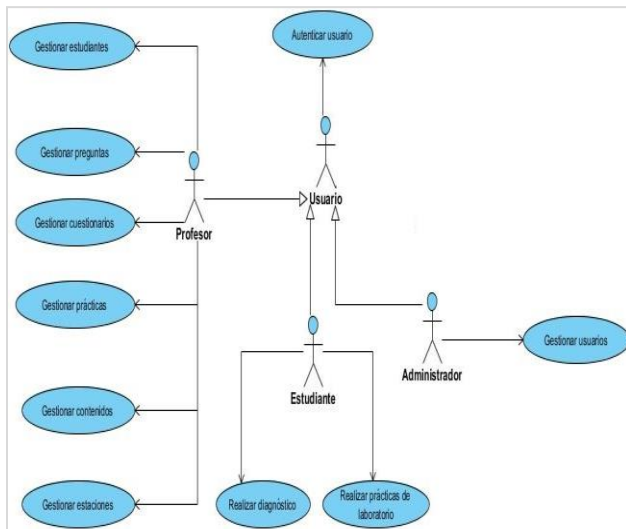 Gestionar estudiantes
Autenticar usuario
Gestionar preguntas
Usuario
Gestionar cuestionarios
Profesor
Gestionar prácticas
Gestionar usuarios
Administrador
Estudiante
Gestionar contenidos
Gestionar estaciones
Realizar diagnóstico
Realizar prácticas de
laboratorio